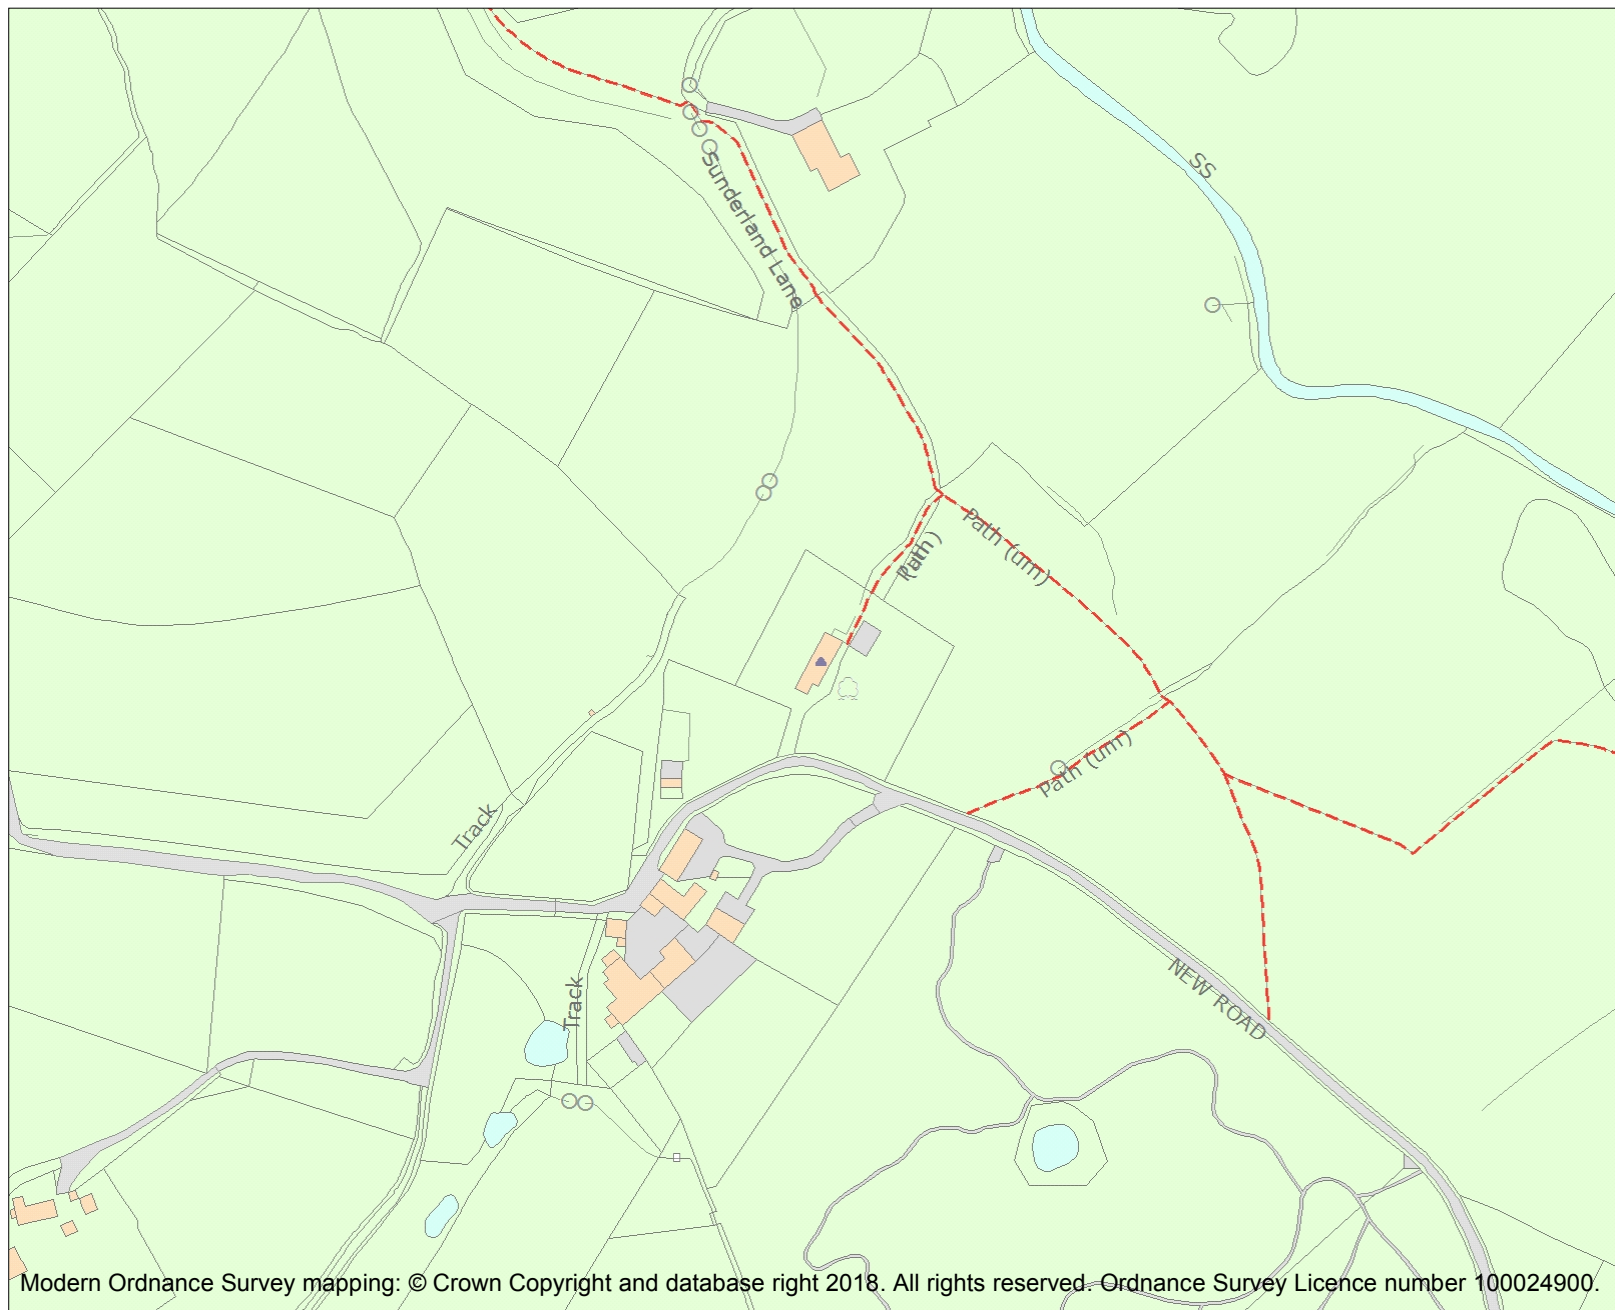 SS
Sunderland Lane
Path (um)
Path
(um)
Path (um)
Track
NEW ROAD
Track
Modern Ordnance Survey mapping: © Crown Copyright and database right 2018. All rights reserved. Ordnance Survey Licence number 100024900.